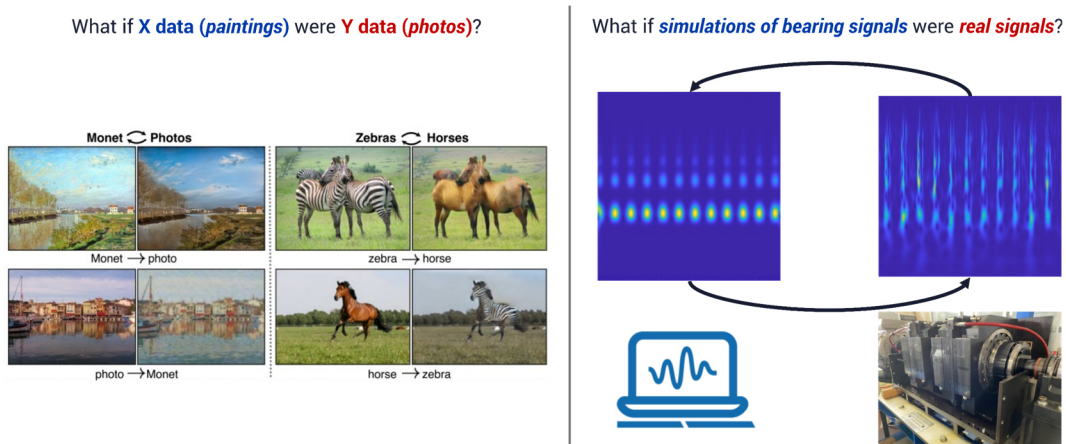 What if X data (paintings) were Y data (photos)?
Monet Photos
Zebras Horses
Monet → photo
zebra → horse
photo → Monet
horse → zebra
What if simulations of bearing signals were real signals?